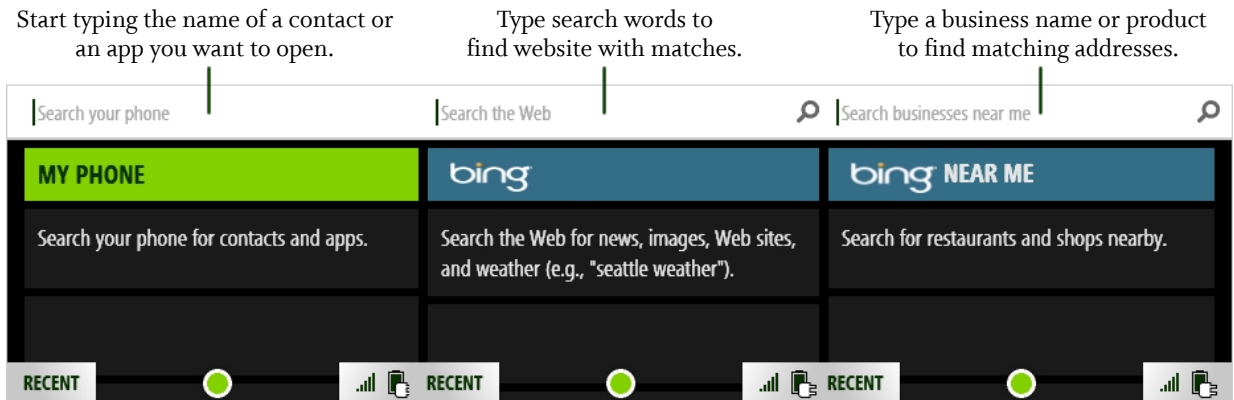 Start typing the name of a contact or
an app you want to open.
Type search words to
find website with matches.
Type a business name or product
to find matching addresses.
Search your phone
Search the Web
Search businesses near me
MY PHONE
bing
bing NEAR ME
Search your phone for contacts and apps.
Search the Web for news, images, Web sites,
and weather (e.g., "seattle weather").
Search for restaurants and shops nearby.
RECENT
RECENT
RECENT